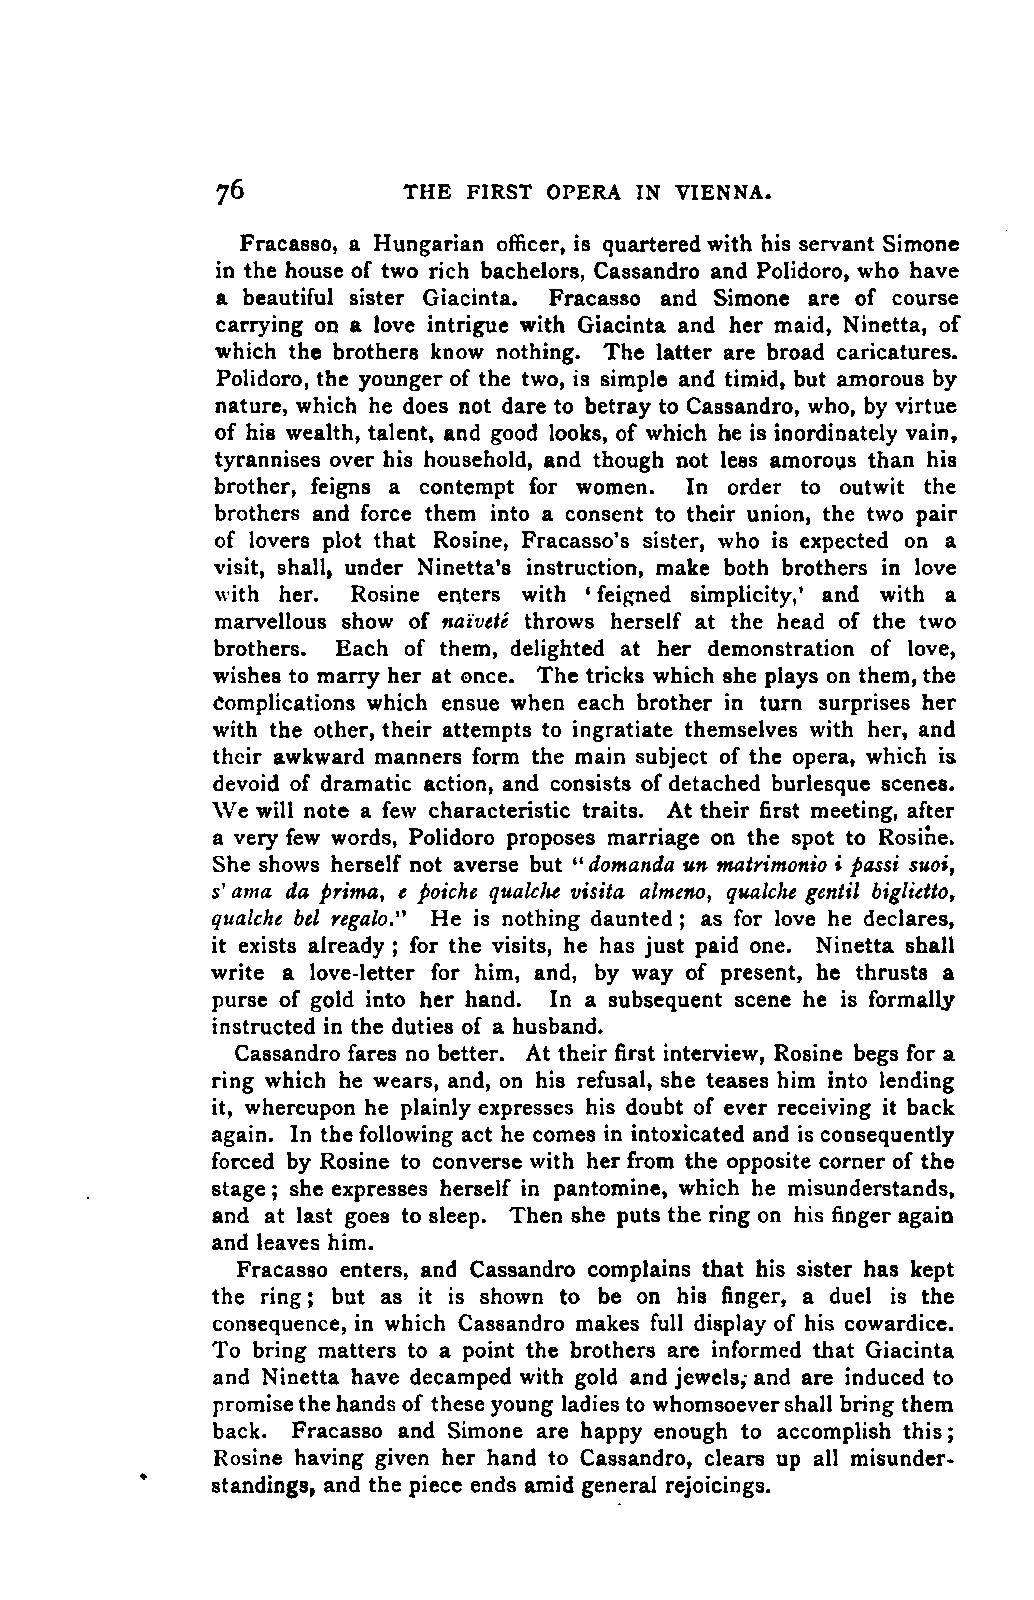 76 THE FIRST OPERA IN VIENNA.
Fracasso, a Hungarian officer, is quartered with his servant Simone
in the house of two rich bachelors, Cassandro and Polidoro, who have
a beautiful sister Giacinta. Fracasso and Simone are of course
carrying on a love intrigue with Giacinta and her maid, Ninetta, of
which the brothers know nothing. The latter are broad caricatures.
Polidoro, the younger of the two, is simple and timid, but amorous by
nature, which he does not dare to betray to Cassandro, who, by virtue
of his wealth, talent, and good looks, of which he is inordinately vain,
tyrannises over his household, and though not less amorous than his
brother, feigns a contempt for women. In order to outwit the
brothers and force them into a consent to their union, the two pair
of lovers plot that Rosine, Fracasso's sister, who is expected on a
visit, shall, under Ninetta's instruction, make both brothers in love
with her. Rosine enters with ‘feigned simplicity,’ and with a
marvellous show of naïveté throws herself at the head of the two
brothers. Each of them, delighted at her demonstration of love,
wishes to marry her at once. The tricks which she plays on them, the
complications which ensue when each brother in turn surprises her
with the other, their attempts to ingratiate themselves with her, and
their awkward manners form the main subject of the opera, which is
devoid of dramatic action, and consists of detached burlesque scenes.
We will note a few characteristic traits. At their first meeting, after
a very few words, Polidoro proposes marriage on the spot to Rosine.
She shows herself not averse but “domanda un matrimonio i passi suoi,
s' ama da prima, e poiche qualche visita almeno, qualche gentil biglietto,
qualche bel regalo.” He is nothing daunted; as for love he declares,
it exists already; for the visits, he has just paid one. Ninetta shall
write a love-letter for him, and, by way of present, he thrusts a
purse of gold into her hand. In a subsequent scene he is formally
instructed in the duties of a husband.
Cassandro fares no better. At their first interview, Rosine begs for a
ring which he wears, and, on his refusal, she teases him into lending
it, whereupon he plainly expresses his doubt of ever receiving it back
again. In the following act he comes in intoxicated and is consequently
forced by Rosine to converse with her from the opposite corner of the
stage; she expresses herself in pantomine, which he misunderstands,
and at last goes to sleep. Then she puts the ring on his finger again
and leaves him.
Fracasso enters, and Cassandro complains that his sister has kept
the ring; but as it is shown to be on his finger, a duel is the
consequence, in which Cassandro makes full display of his cowardice.
To bring matters to a point the brothers are informed that Giacinta
and Ninetta have decamped with gold and jewels, and are induced to
promise the hands of these young ladies to whomsoever shall bring them
back. Fracasso and Simone are happy enough to accomplish this;
Rosine having given her hand to Cassandro, clears up all misunder-
standings, and the piece ends amid general rejoicings.